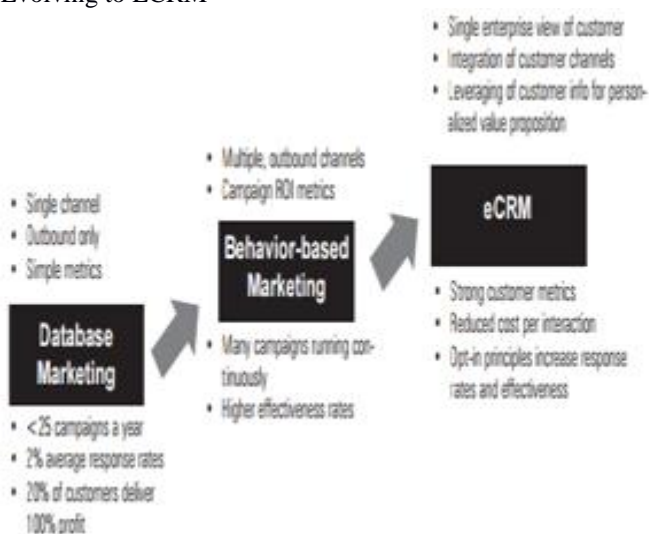 Evolving to ECRM
• Single enterprise view of customer
• Integration of customer channels
• Leveraging of customer info for person-
alized value proposition
• Multiple, outbound channels
• Campaign ROI metrics
• Single channel
• Outbound only
• Simple metrics
eCRM
Behavior-based
Marketing
Database
Marketing
• Strong customer metrics
• Reduced cost per interaction
• Opt-in principles increase response
rates and effectiveness
• Many campaigns running con-
tinuously
• Higher effectiveness rates
• <25 campaigns a year
• 2% average response rates
• 20% of customers deliver
100% profit